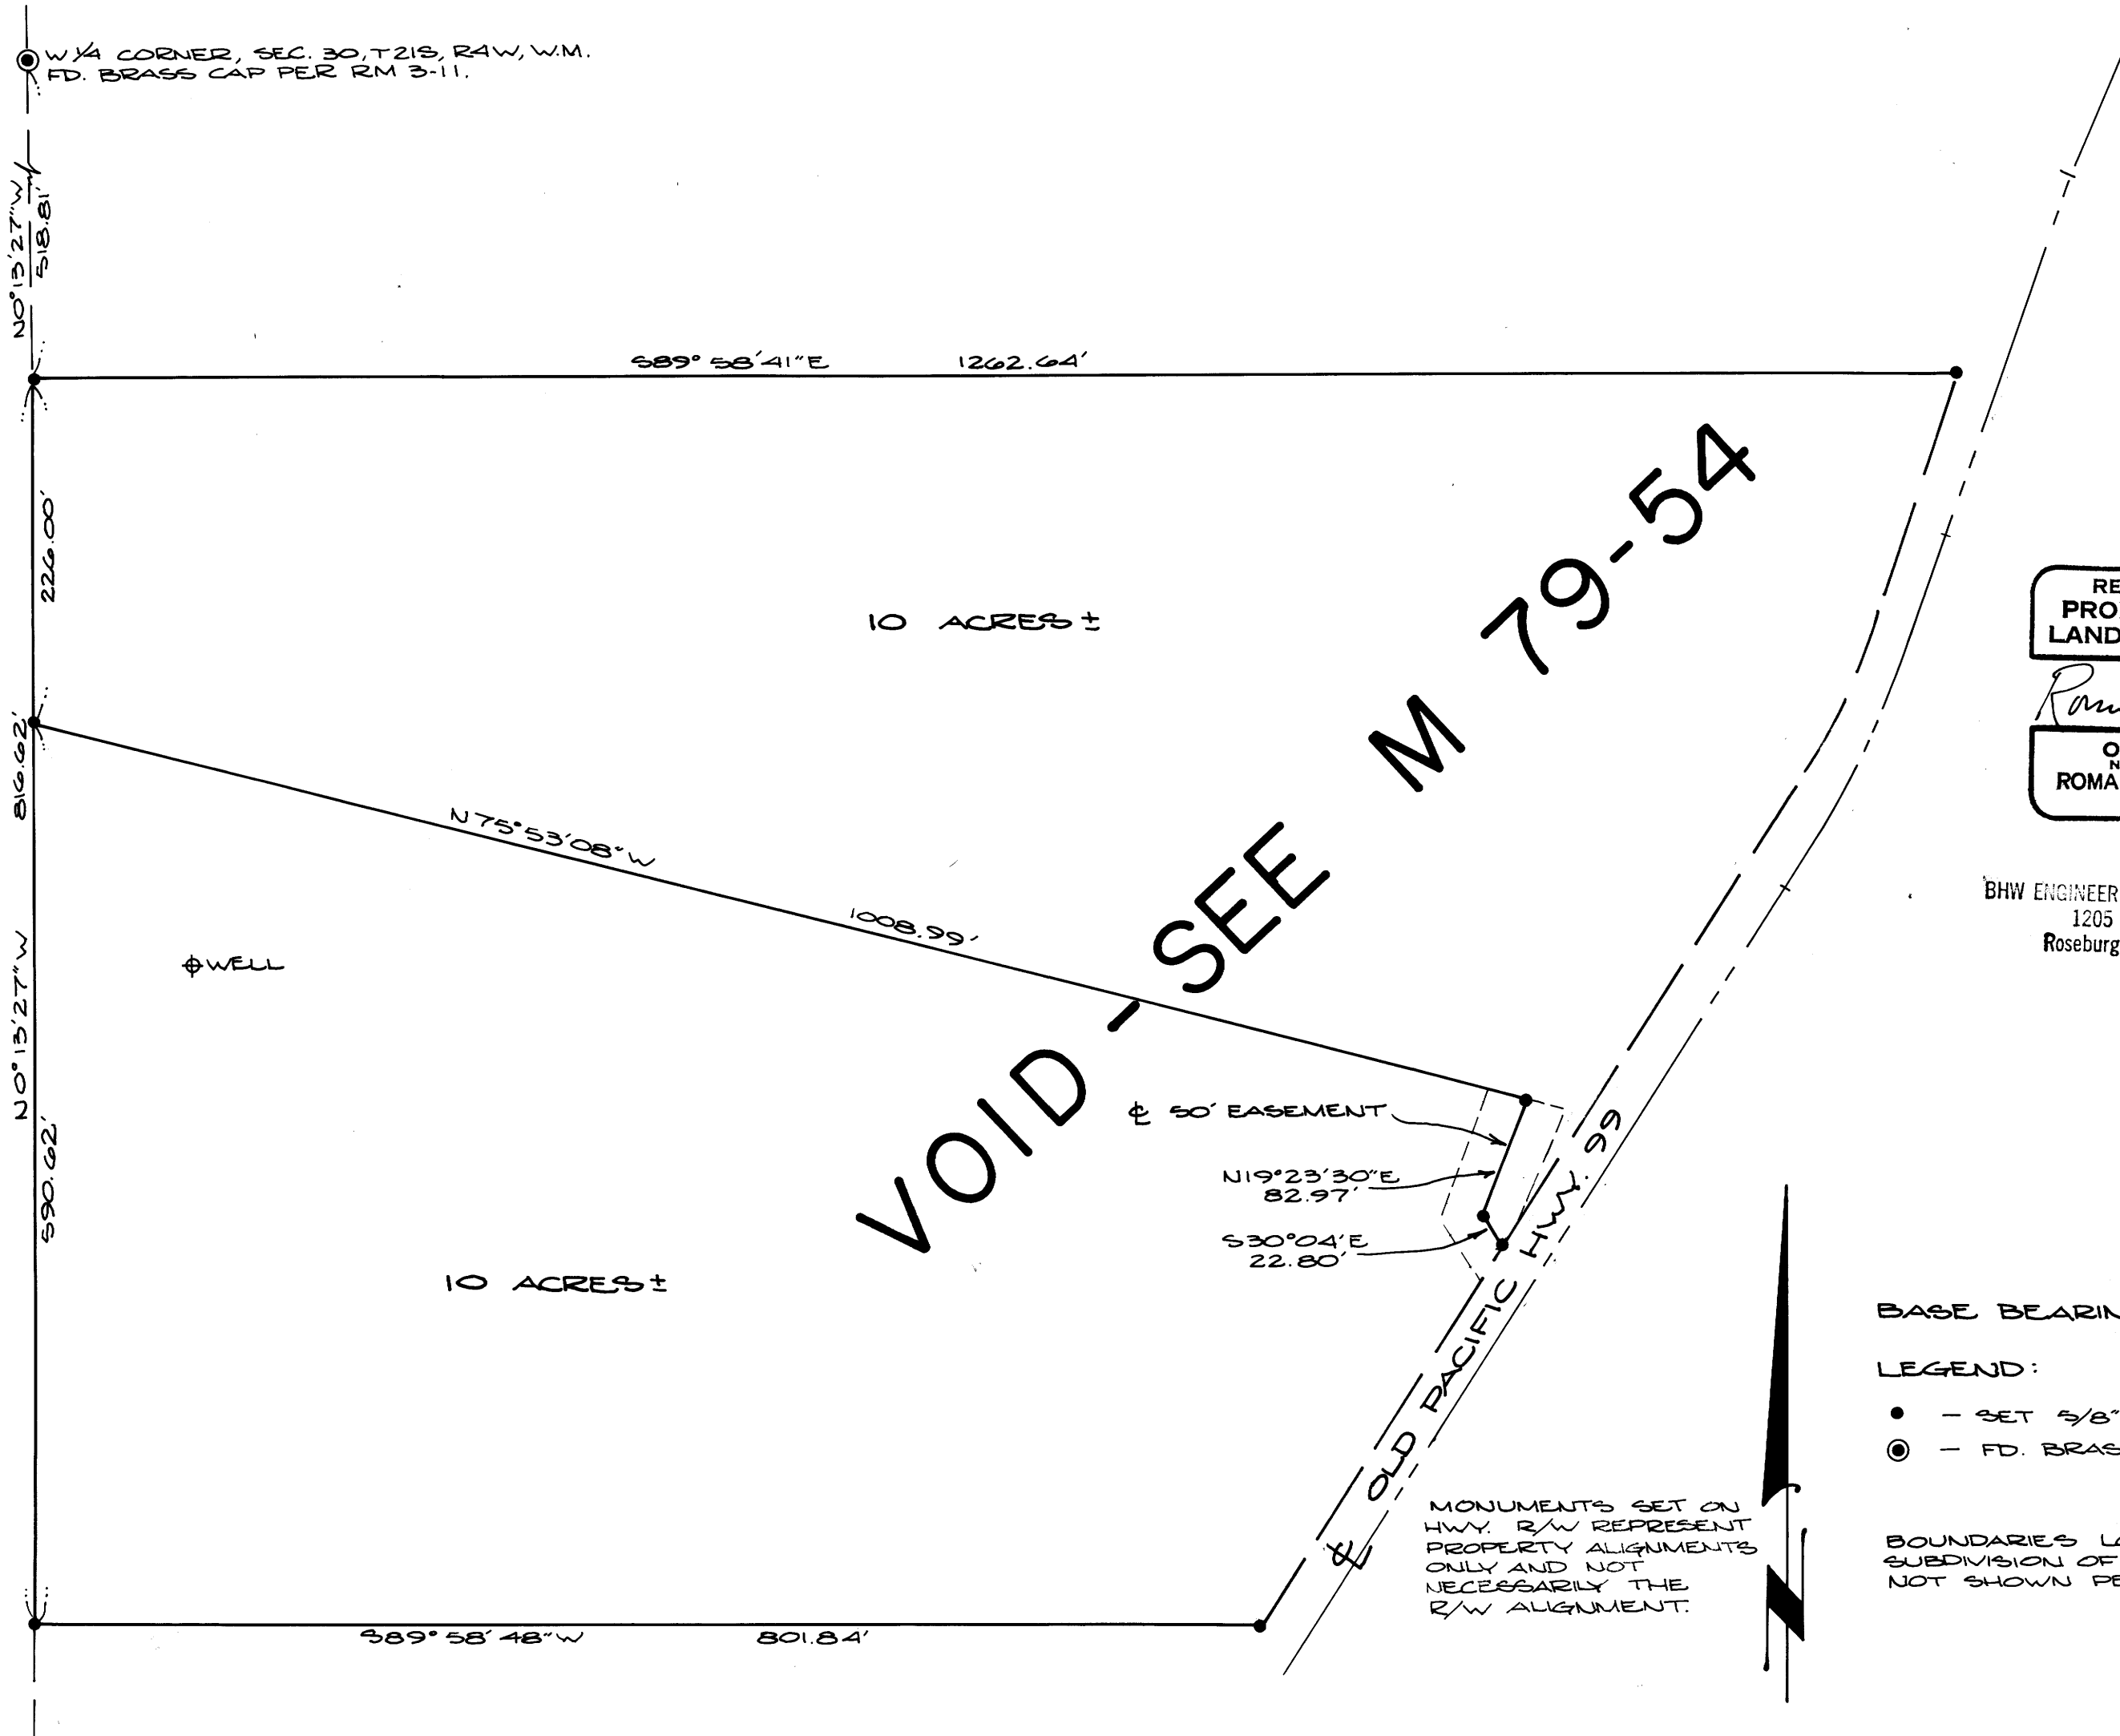 W 1/4 CORNER, SEC. 30, T21S, R4W, W.M.
FD. BRASS CAP PER RM 3-11.
N0°13'27"W
518.81'
S89°58'41"E 1262.64'
226.00'
816.62'
N0°13'27"W
590.62'
10 ACRES ±
N75°53'08"W
1008.99'
WELL
VOID - SEE M 79-54
℄ 50' EASEMENT
N19°23'30"E
82.97'
S30°04'E
22.80'
10 ACRES ±
℄ OLD PACIFIC HWY. 99
S89°58'48"W 801.84'
MONUMENTS SET ON
HWY. R/W REPRESENT
PROPERTY ALIGNMENTS
ONLY AND NOT
NECESSARILY THE
R/W ALIGNMENT.
RE
PRO
LAND
O
N
ROMA
BHW ENGINEER
1205
Roseburg
BASE BEARIN
LEGEND:
- SET 5/8"
- FD. BRAS
BOUNDARIES LO
SUBDIVISION OF
NOT SHOWN PE
N